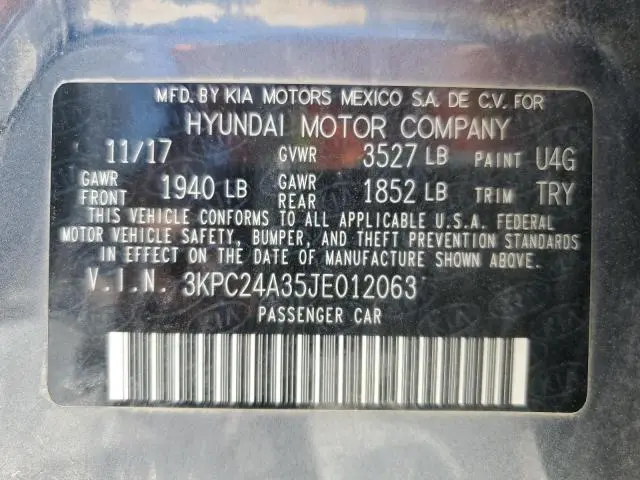 MFD. BY KIA MOTORS MEXICO S.A. DE C.V. FOR
HYUNDAI MOTOR COMPANY
11/17 GVWR 3527 LB PAINT U4G
GAWR FRONT 1940 LB GAWR REAR 1852 LB TRIM TRY
THIS VEHICLE CONFORMS TO ALL APPLICABLE U.S.A. FEDERAL
MOTOR VEHICLE SAFETY, BUMPER, AND THEFT PREVENTION STANDARDS
IN EFFECT ON THE DATE OF MANUFACTURE SHOWN ABOVE.
V.I.N. 3KPC24A35JE012063
PASSENGER CAR